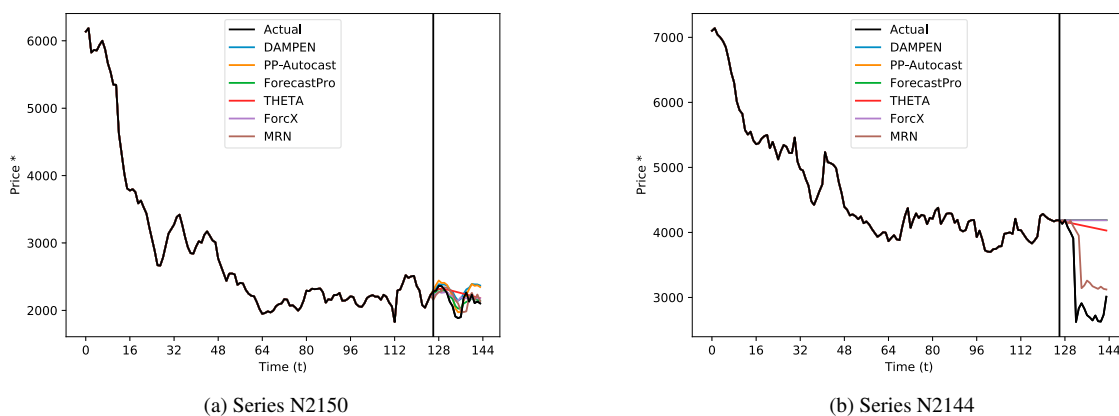 6000
5000
4000
3000
2000
Price *
Actual
DAMPEN
PP-Autocast
ForecastPro
THETA
ForcX
MRN
0 16 32 48 64 80 96 112 128 144
Time (t)
(a) Series N2150
7000
6000
5000
4000
3000
Price *
Actual
DAMPEN
PP-Autocast
ForecastPro
THETA
ForcX
MRN
0 16 32 48 64 80 96 112 128 144
Time (t)
(b) Series N2144